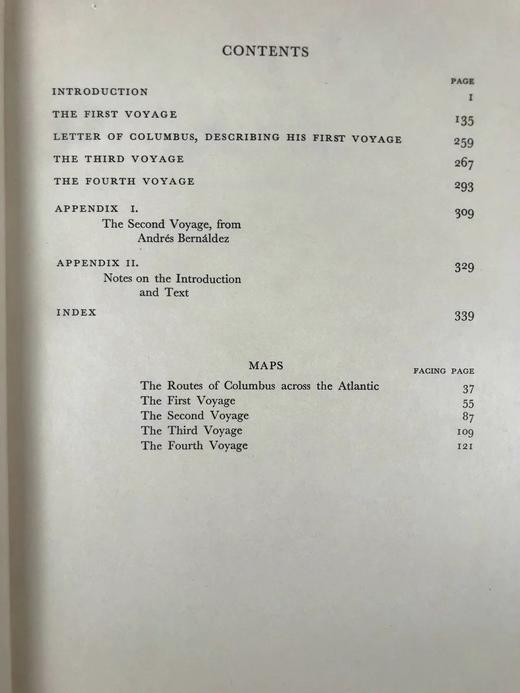 CONTENTS
PAGE
INTRODUCTION 1
THE FIRST VOYAGE 135
LETTER OF COLUMBUS, DESCRIBING HIS FIRST VOYAGE 259
THE THIRD VOYAGE 267
THE FOURTH VOYAGE 293
APPENDIX I. 309
The Second Voyage, from
Andrés Bernáldez
APPENDIX II. 329
Notes on the Introduction
and Text
INDEX 339
MAPS
FACING PAGE
The Routes of Columbus across the Atlantic 37
The First Voyage 55
The Second Voyage 87
The Third Voyage 109
The Fourth Voyage 121